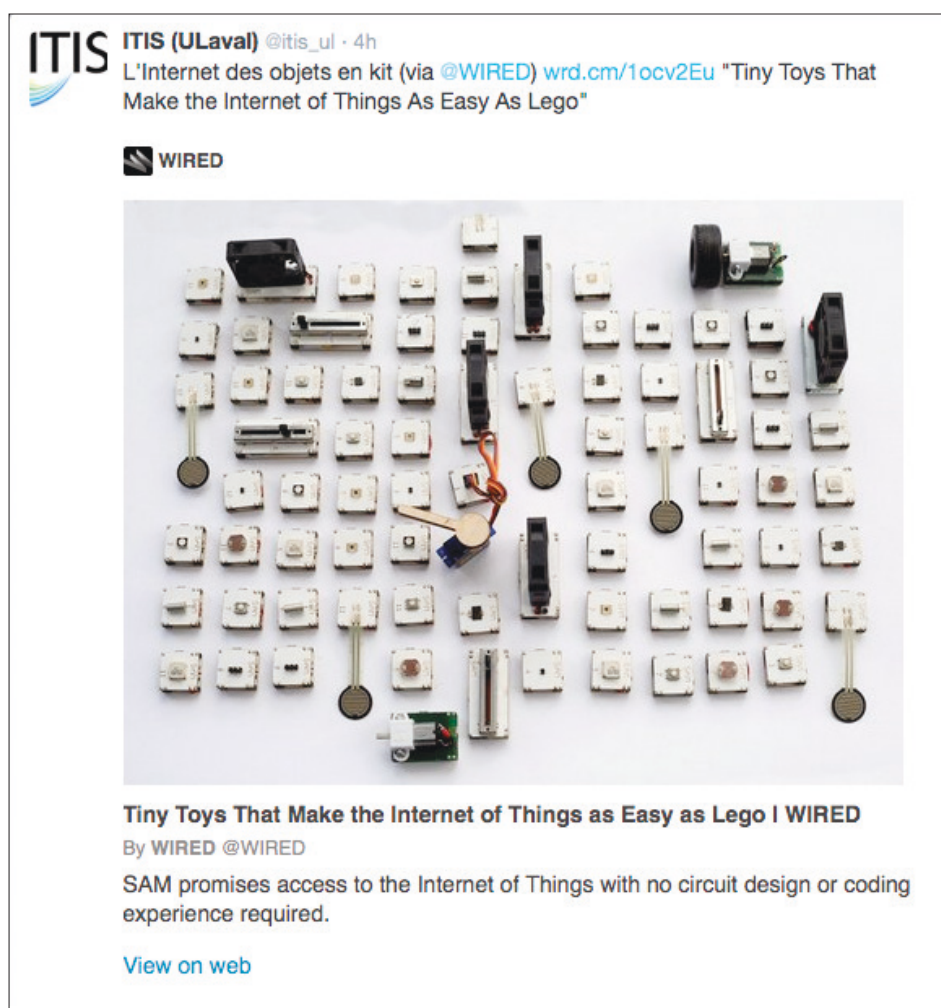 ITIS
ITIS (ULaval) @itis_ul · 4h
L'Internet des objets en kit (via @WIRED) wrd.cm/1ocv2Eu "Tiny Toys That
Make the Internet of Things As Easy As Lego"
WIRED
Tiny Toys That Make the Internet of Things as Easy as Lego I WIRED
By WIRED @WIRED
SAM promises access to the Internet of Things with no circuit design or coding
experience required.
View on web